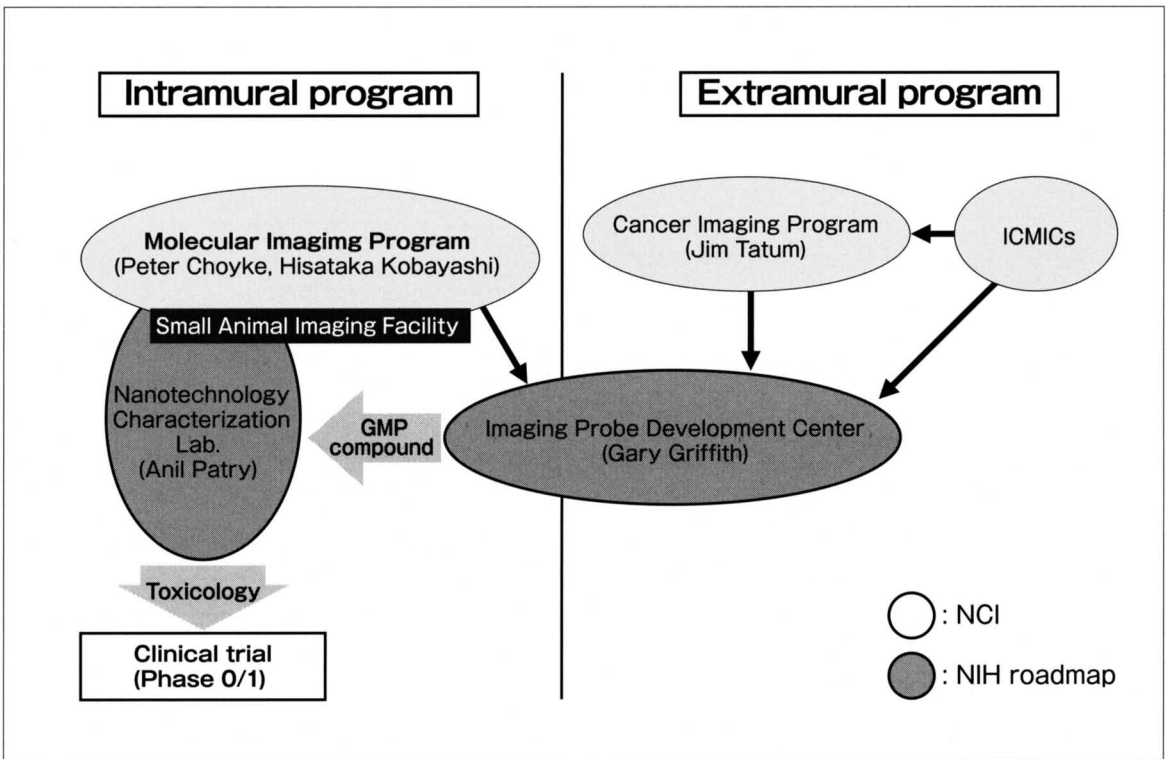 Intramural program
Extramural program
Molecular Imagimg Program
(Peter Choyke, Hisataka Kobayashi)
Small Animal Imaging Facility
Cancer Imaging Program
(Jim Tatum)
ICMICs
Nanotechnology
Characterization
Lab.
(Anil Patry)
GMP
compound
Imaging Probe Development Center
(Gary Griffith)
Toxicology
Clinical trial
(Phase 0/1)
: NCI
: NIH roadmap